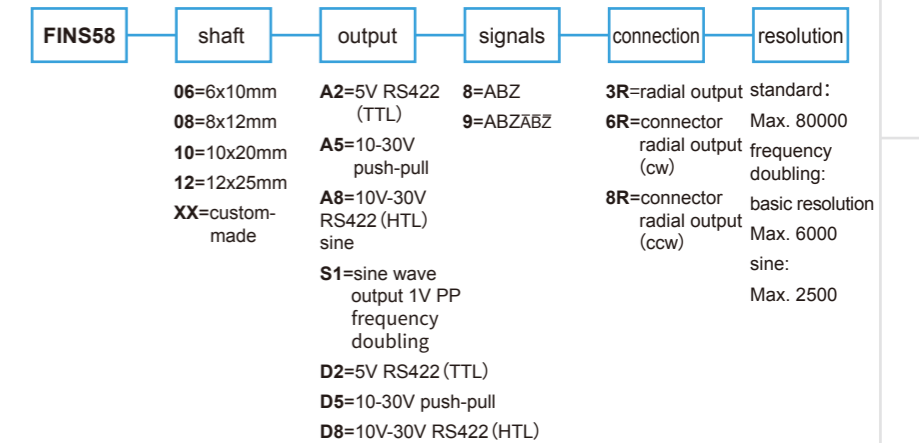 FINS58
shaft
output
signals
connection
resolution
06=6x10mm
08=8x12mm
10=10x20mm
12=12x25mm
XX=custom-
made
A2=5V RS422
(TTL)
A5=10-30V
push-pull
A8=10V-30V
RS422(HTL)
sine
S1=sine wave
output 1V PP
frequency
doubling
D2=5V RS422(TTL)
D5=10-30V push-pull
D8=10V-30V RS422(HTL)
8=ABZ
9=ABZA̅B̅Z̅
3R=radial output
6R=connector
radial output
(cw)
8R=connector
radial output
(ccw)
standard:
Max. 80000
frequency
doubling:
basic resolution
Max. 6000
sine:
Max. 2500